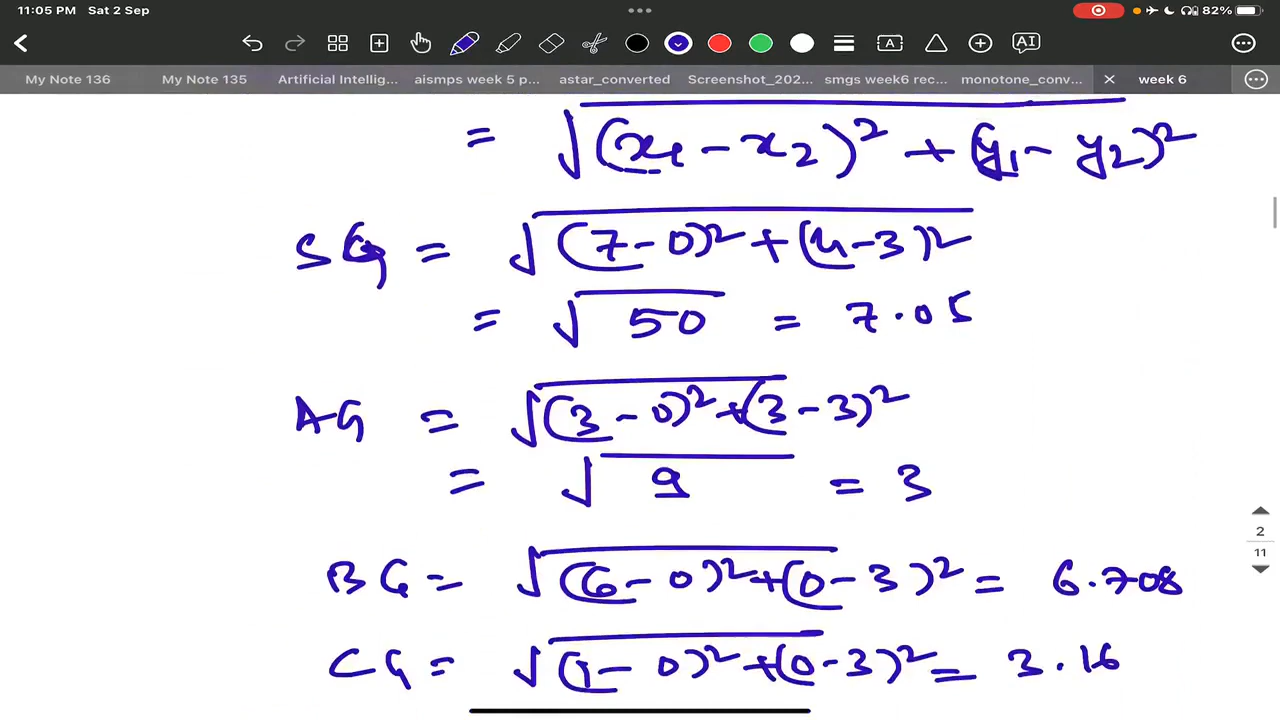 11:05 PM Sat 2 Sep 82%
AI
My Note 136 My Note 135 Artificial Intellig... aismps week 5 p... astar_converted Screenshot_202... smgs week6 rec... monotone_conv... week 6
= √(x1 - x2)² + (y1 - y2)²
SG = √(7-0)² + (4-3)²
= √50 = 7.05
AG = √(3-0)² + (3-3)²
= √9 = 3
BG = √(6-0)² + (0-3)² = 6.708
2
11
CG = √(1-0)² + (0-3)² = 3.16